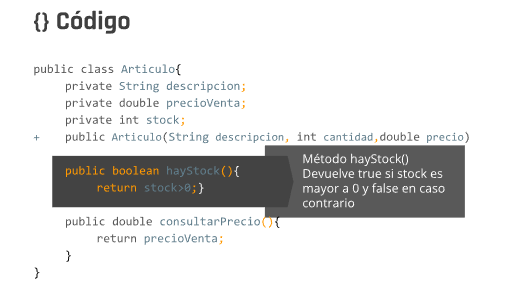 {} Código
public class Articulo{
private String descripcion;
private double precioVenta;
private int stock;
+ public Articulo(String descripcion, int cantidad,double precio)
public boolean hayStock(){
return stock>0;}
Método hayStock()
Devuelve true si stock es
mayor a 0 y false en caso
contrario
public double consultarPrecio(){
return precioVenta;
}
}